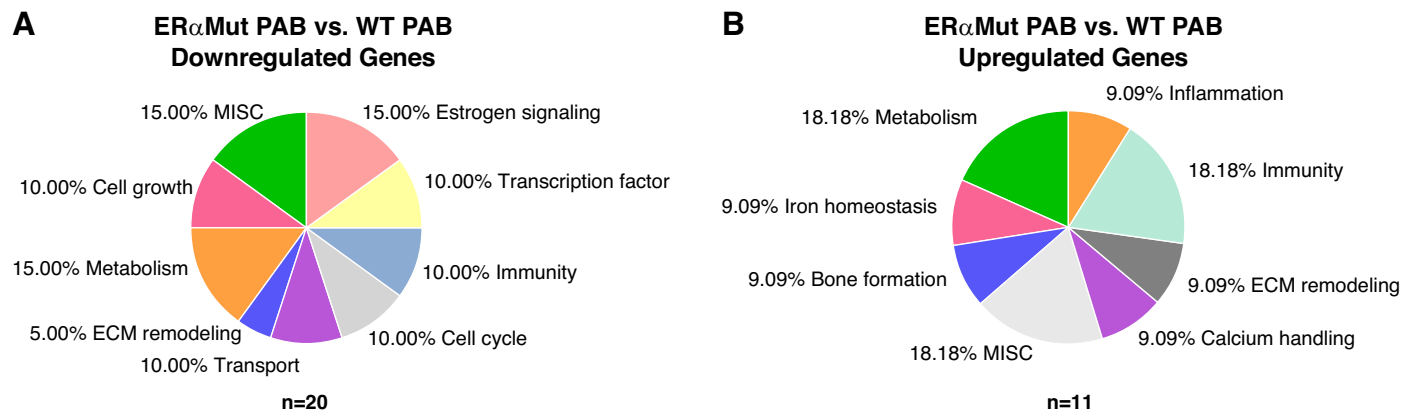 A
ERαMut PAB vs. WT PAB
Downregulated Genes
15.00% MISC
15.00% Estrogen signaling
10.00% Cell growth
10.00% Transcription factor
15.00% Metabolism
10.00% Immunity
5.00% ECM remodeling
10.00% Cell cycle
10.00% Transport
n=20
B
ERαMut PAB vs. WT PAB
Upregulated Genes
9.09% Inflammation
18.18% Metabolism
18.18% Immunity
9.09% Iron homeostasis
9.09% Bone formation
9.09% ECM remodeling
9.09% Calcium handling
18.18% MISC
n=11